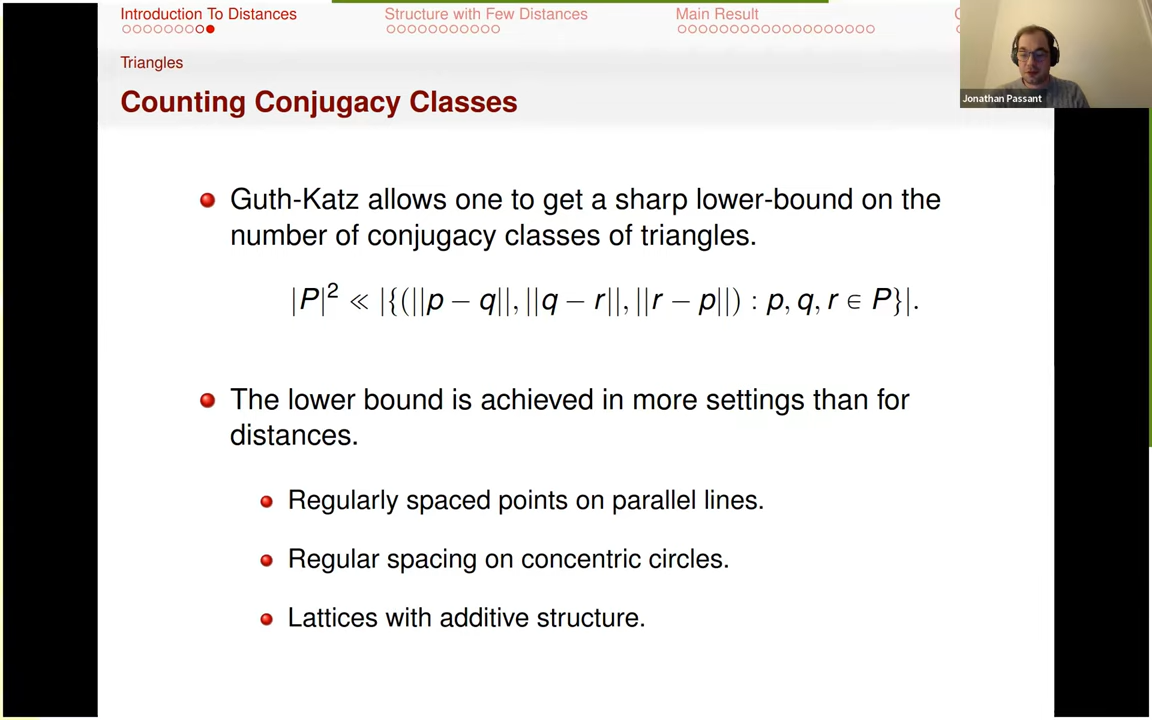 Introduction To Distances
Structure with Few Distances
Main Result
Triangles
Counting Conjugacy Classes
Jonathan Passant
Guth-Katz allows one to get a sharp lower-bound on the
number of conjugacy classes of triangles.
|P|² ≪ |{(||p − q||, ||q − r||, ||r − p||) : p, q, r ∈ P}|.
The lower bound is achieved in more settings than for
distances.
Regularly spaced points on parallel lines.
Regular spacing on concentric circles.
Lattices with additive structure.